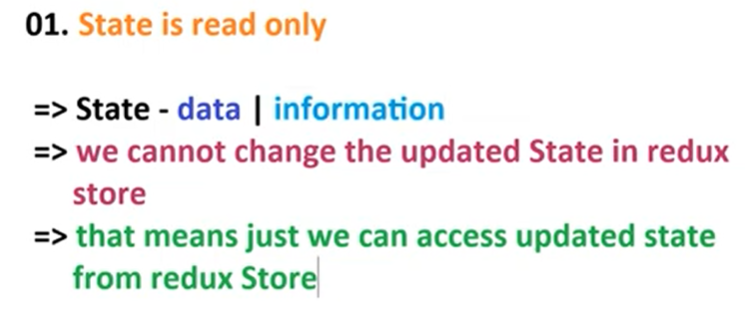 01. State is read only
=> State - data | information
=> we cannot change the updated State in redux
store
=> that means just we can access updated state
from redux Store